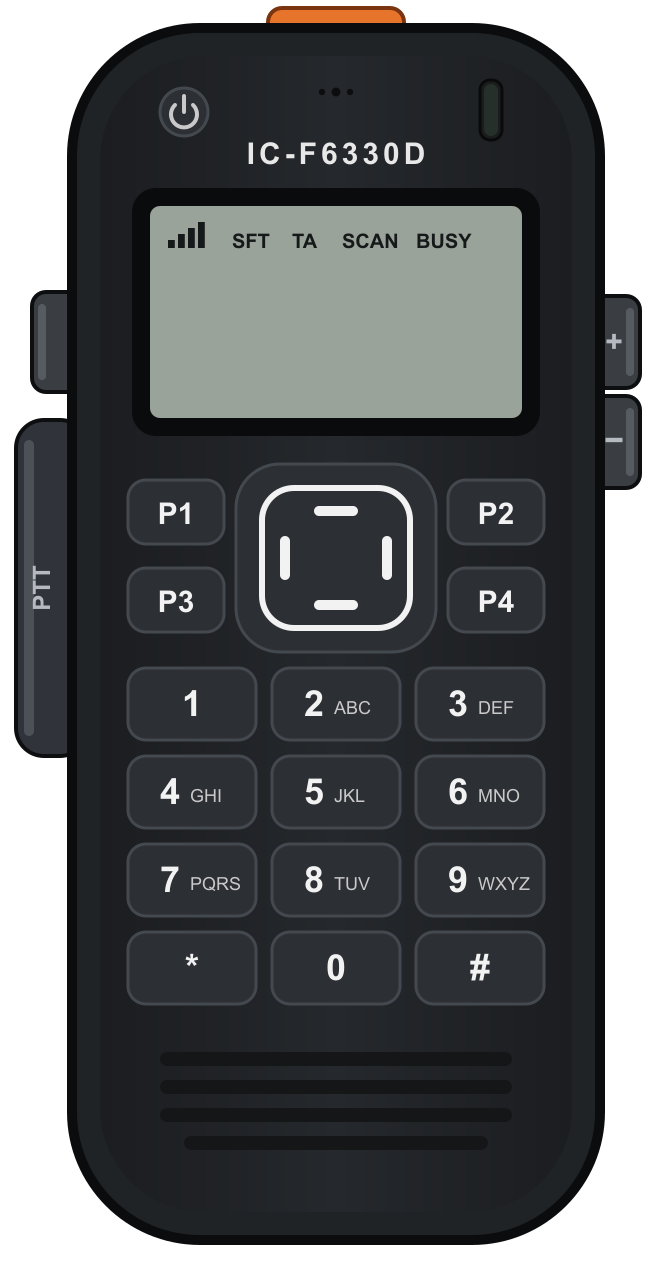 IC-F6330D
SFT TA SCAN BUSY
+
−
P1 P2
P3 P4
PTT
1 2 ABC 3 DEF
4 GHI 5 JKL 6 MNO
7 PQRS 8 TUV 9 WXYZ
* 0 #